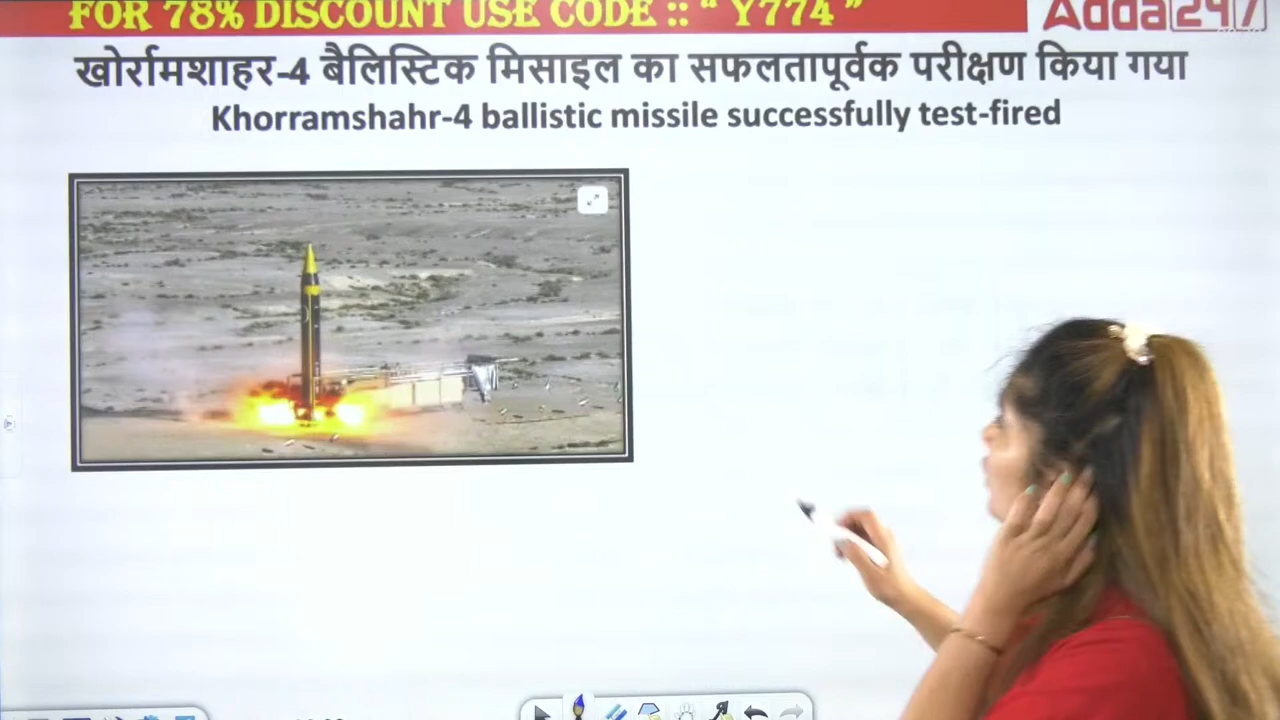 FOR 78% DISCOUNT USE CODE :: “ Y774 ”
Adda247
खोर्रामशाहर-4 बैलिस्टिक मिसाइल का सफलतापूर्वक परीक्षण किया गया
Khorramshahr-4 ballistic missile successfully test-fired